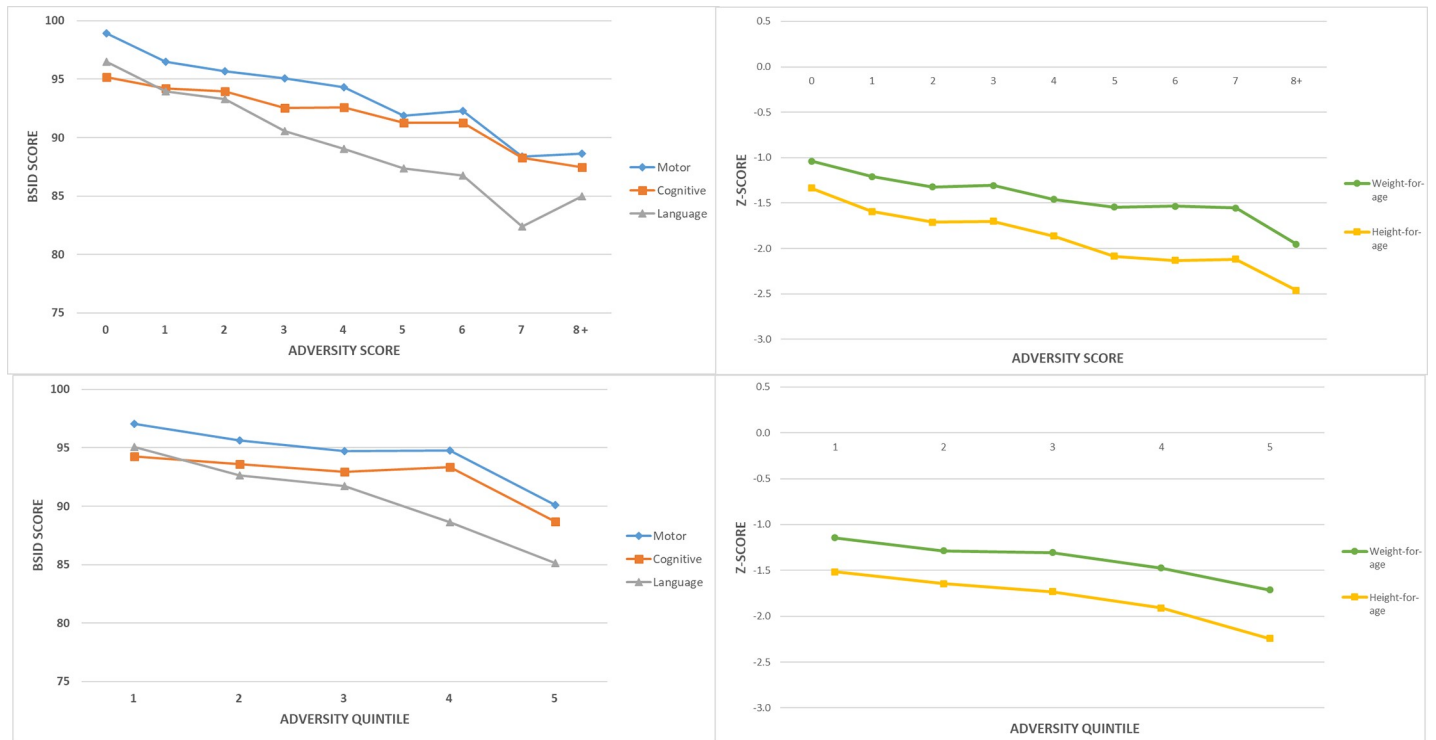 100
95
90
85
80
75
BSID SCORE
0 1 2 3 4 5 6 7 8+
ADVERSITY SCORE
Motor
Cognitive
Language
0.5
0.0
-0.5
-1.0
-1.5
-2.0
-2.5
-3.0
Z-SCORE
0 1 2 3 4 5 6 7 8+
ADVERSITY SCORE
Weight-for-
age
Height-for-
age
100
95
90
85
80
75
BSID SCORE
1 2 3 4 5
ADVERSITY QUINTILE
Motor
Cognitive
Language
0.5
0.0
-0.5
-1.0
-1.5
-2.0
-2.5
-3.0
Z-SCORE
1 2 3 4 5
ADVERSITY QUINTILE
Weight-for-
age
Height-for-
age